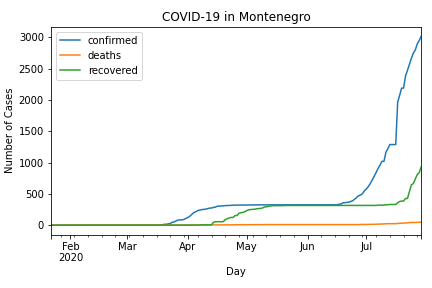 COVID-19 in Montenegro
confirmed
deaths
recovered
3000
2500
2000
1500
1000
500
0
Number of Cases
Feb
2020
Mar
Apr
May
Jun
Jul
Day